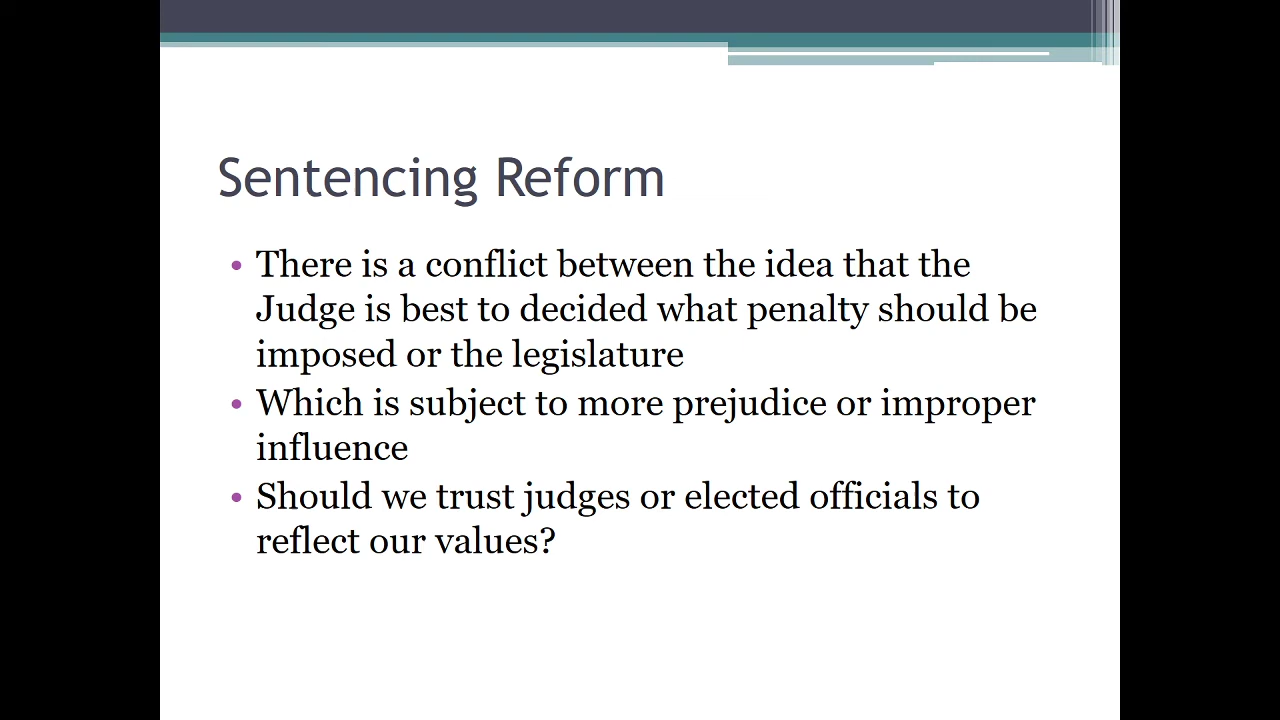 Sentencing Reform
• There is a conflict between the idea that the
Judge is best to decided what penalty should be
imposed or the legislature
• Which is subject to more prejudice or improper
influence
• Should we trust judges or elected officials to
reflect our values?